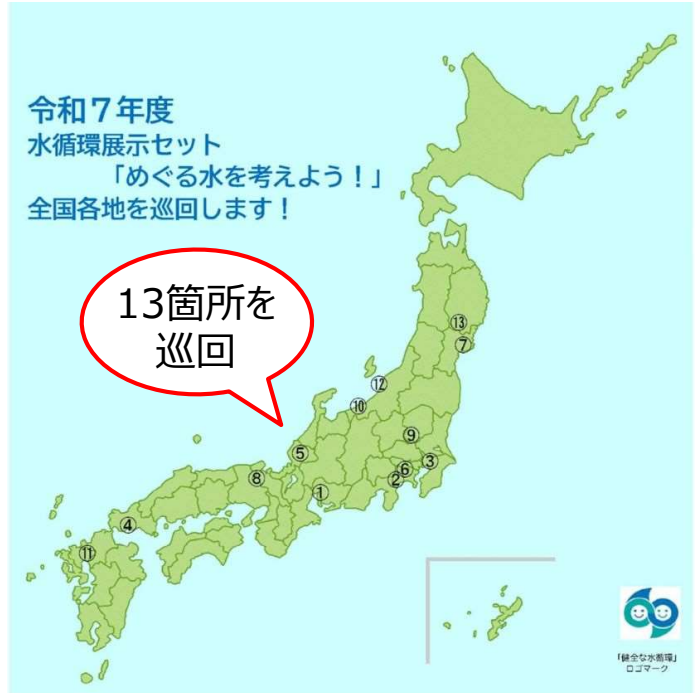 令和７年度
水循環展示セット
「めぐる水を考えよう！」
全国各地を巡回します！
13箇所を
巡回
⑬
⑦
⑫
⑩
⑨
⑤
③
⑥
⑧
②
①
④
⑪
「健全な水循環」
ロゴマーク